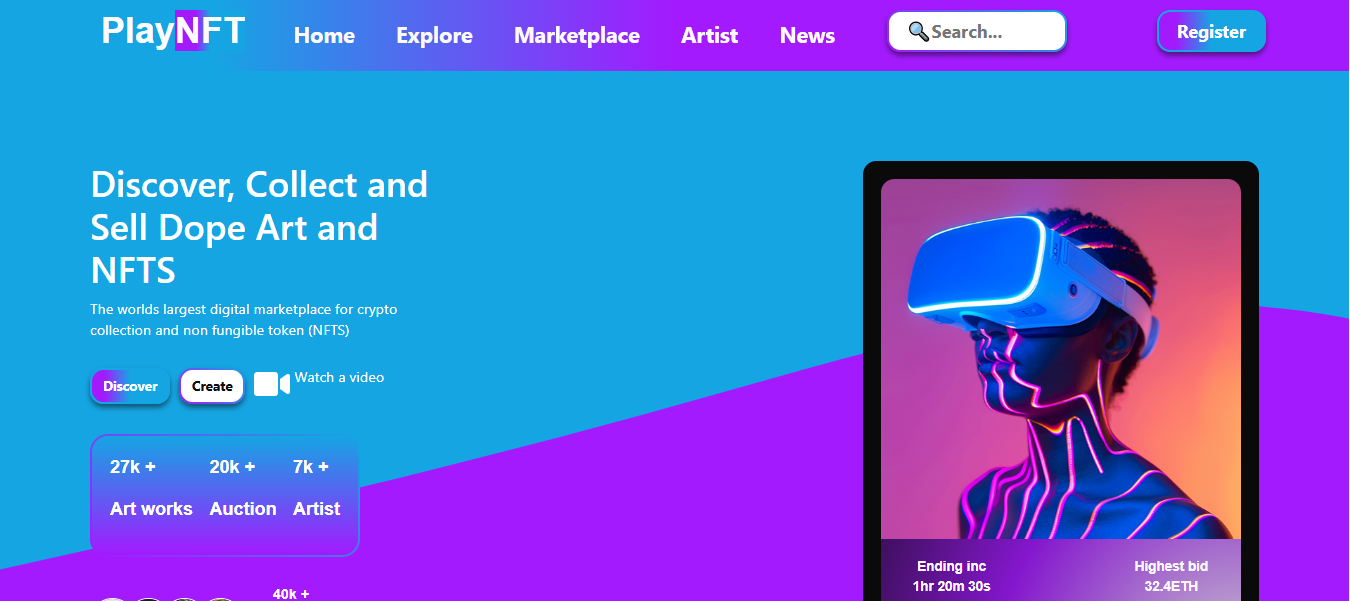 PlayNFT
Home Explore Marketplace Artist News
🔍Search...
Register
Discover, Collect and
Sell Dope Art and
NFTS
The worlds largest digital marketplace for crypto
collection and non fungible token (NFTS)
Discover
Create
Watch a video
27k + 20k + 7k +
Art works Auction Artist
40k +
Ending inc
1hr 20m 30s
Highest bid
32.4ETH